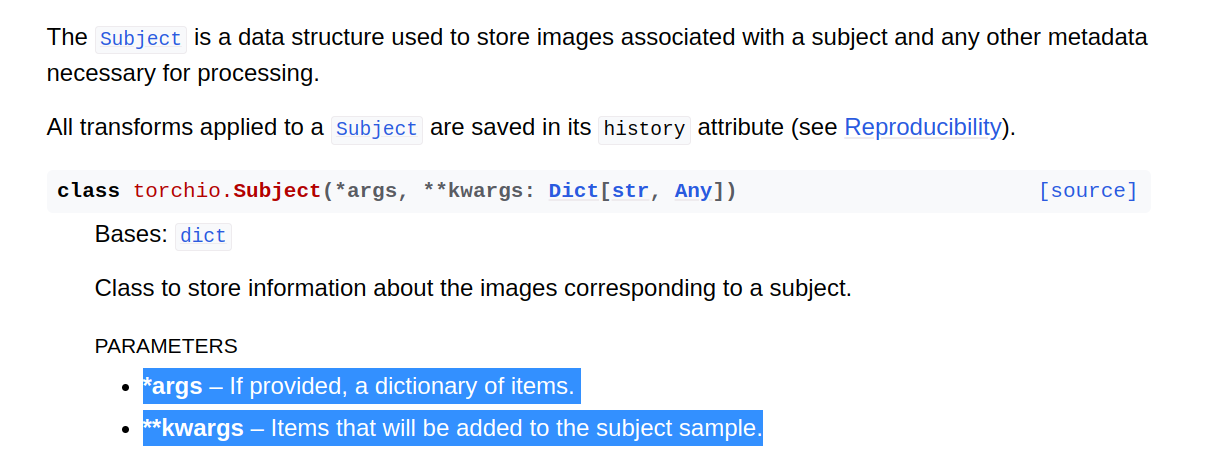 The Subject is a data structure used to store images associated with a subject and any other metadata
necessary for processing.
All transforms applied to a Subject are saved in its history attribute (see Reproducibility).
class torchio.Subject(*args, **kwargs: Dict[str, Any]) [source]
Bases: dict
Class to store information about the images corresponding to a subject.
PARAMETERS
• *args – If provided, a dictionary of items.
• **kwargs – Items that will be added to the subject sample.